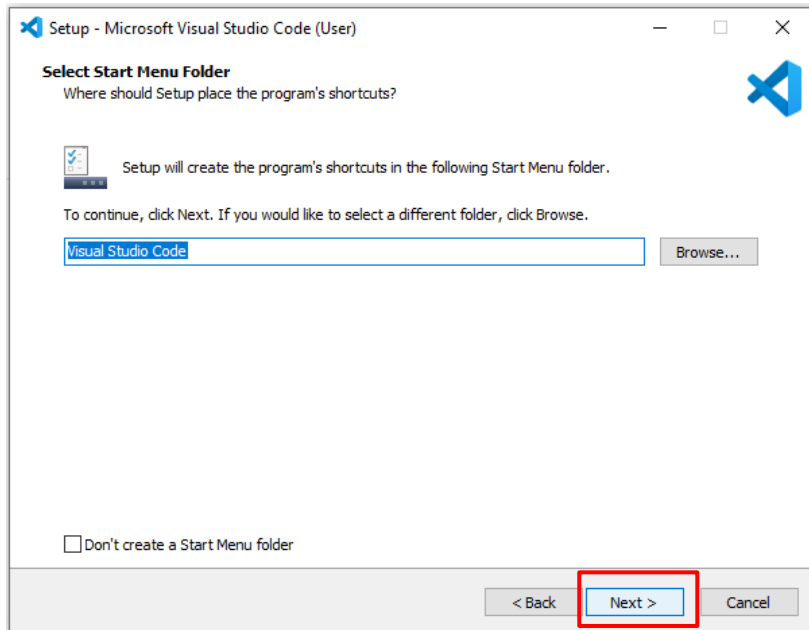 Setup - Microsoft Visual Studio Code (User)
Select Start Menu Folder
Where should Setup place the program's shortcuts?
Setup will create the program's shortcuts in the following Start Menu folder.
To continue, click Next. If you would like to select a different folder, click Browse.
Visual Studio Code
Browse...
Don't create a Start Menu folder
< Back
Next >
Cancel